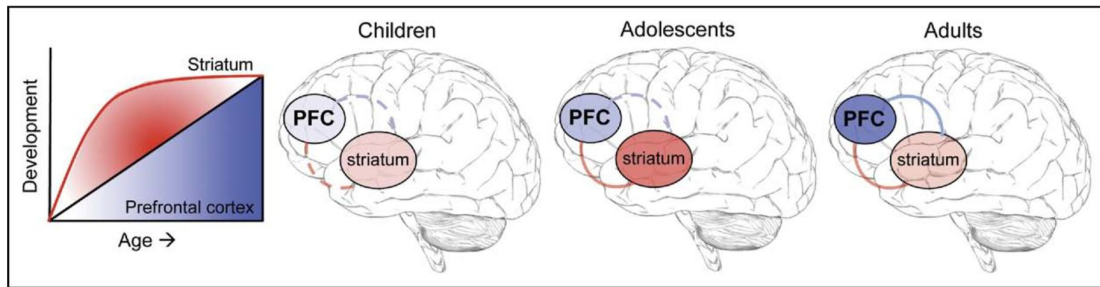 Development
Striatum
Prefrontal cortex
Age →
Children
PFC
striatum
Adolescents
PFC
striatum
Adults
PFC
striatum